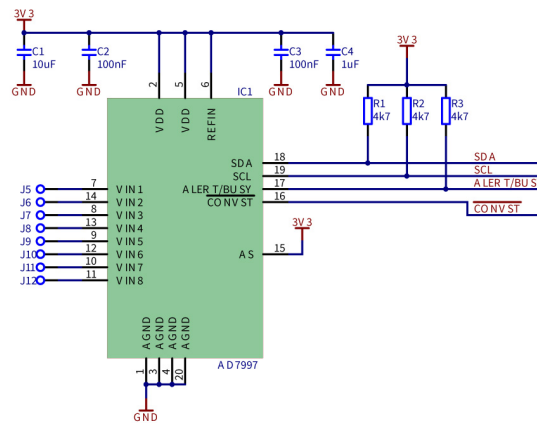 3V3
3V3
C1
10uF
C2
100nF
C3
100nF
C4
1uF
GND
GND
GND
GND
2
5
6
IC1
VDD
VDD
REFIN
R1
4k7
R2
4k7
R3
4k7
SDA
18
SDA
SCL
19
SCL
ALERT/BUSY
17
ALERT/BUS
CONVST
16
CONVST
J5
7
VIN1
J6
14
VIN2
J7
8
VIN3
J8
13
VIN4
J9
9
VIN5
J10
12
VIN6
J11
10
VIN7
J12
11
VIN8
3V3
AS
15
AGND
AGND
AGND
AGND
1
3
4
20
AD7997
GND